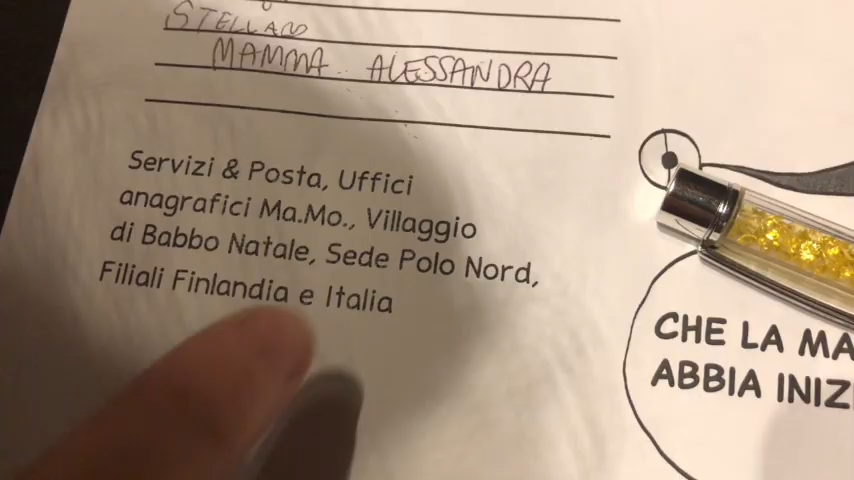 STELLAND
MAMMA ALESSANDRA
Servizi & Posta, Uffici
anagrafici Ma.Mo., Villaggio
di Babbo Natale, Sede Polo Nord,
Filiali Finlandia e Italia
CHE LA MA
ABBIA INIZ